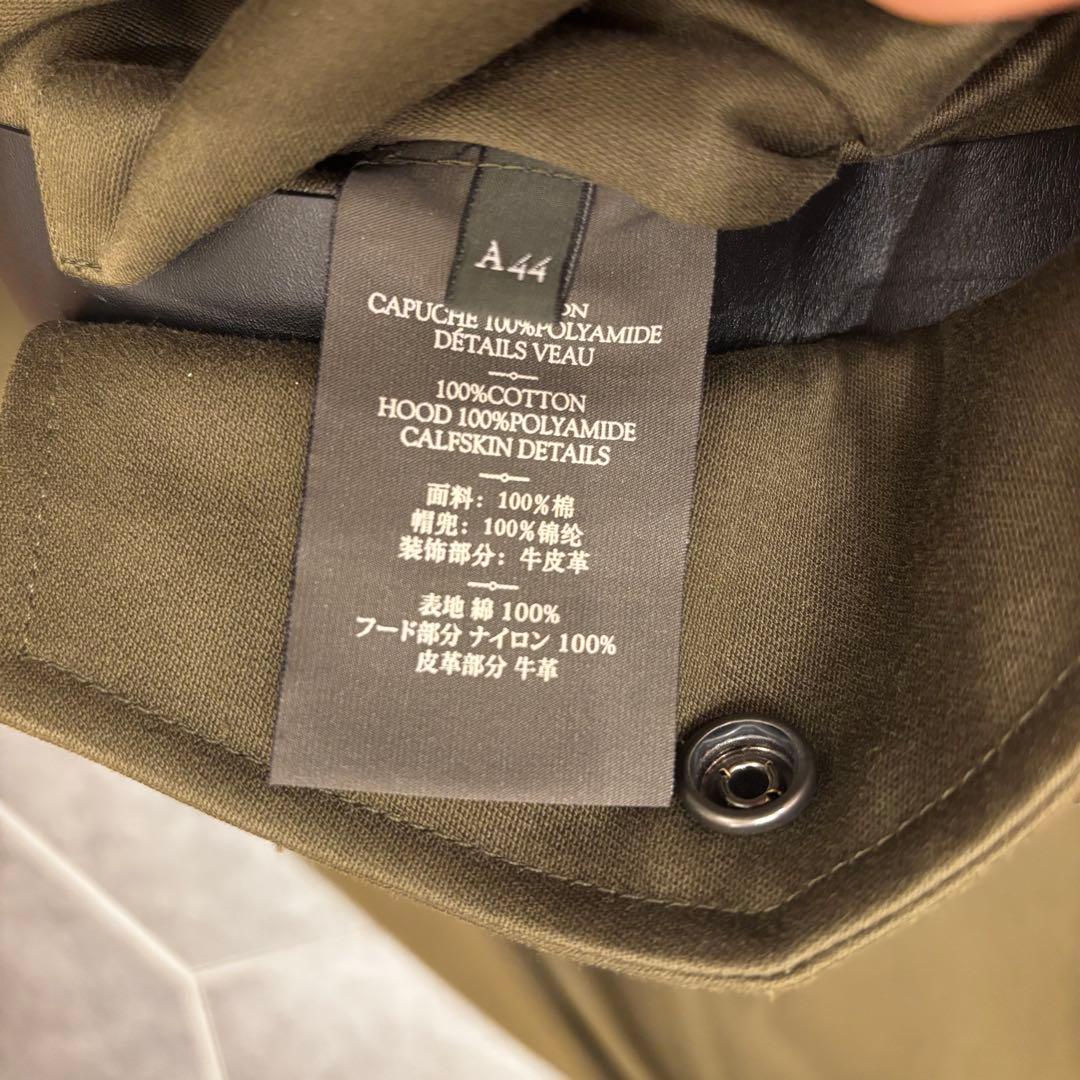 A 44
CAPUCHE 100%POLYAMIDE
DÉTAILS VEAU
100%COTTON
HOOD 100%POLYAMIDE
CALFSKIN DETAILS
面料：100%棉
帽兜：100%锦纶
装饰部分：牛皮革
表地 綿 100%
フード部分 ナイロン 100%
皮革部分 牛革